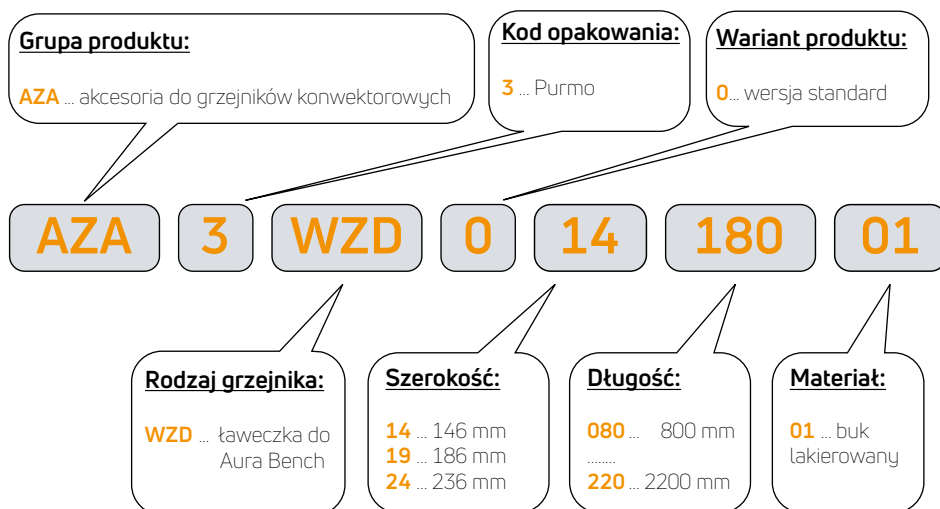 Grupa produktu:
AZA ... akcesoria do grzejników konwektorowych
Kod opakowania:
3 ... Purmo
Wariant produktu:
0... wersja standard
AZA 3 WZD 0 14 180 01
Rodzaj grzejnika:
WZD ... ławeczka do
Aura Bench
Szerokość:
14 ... 146 mm
19 ... 186 mm
24 ... 236 mm
Długość:
080 ... 800 mm
........
220 ... 2200 mm
Materiał:
01 ... buk
lakierowany